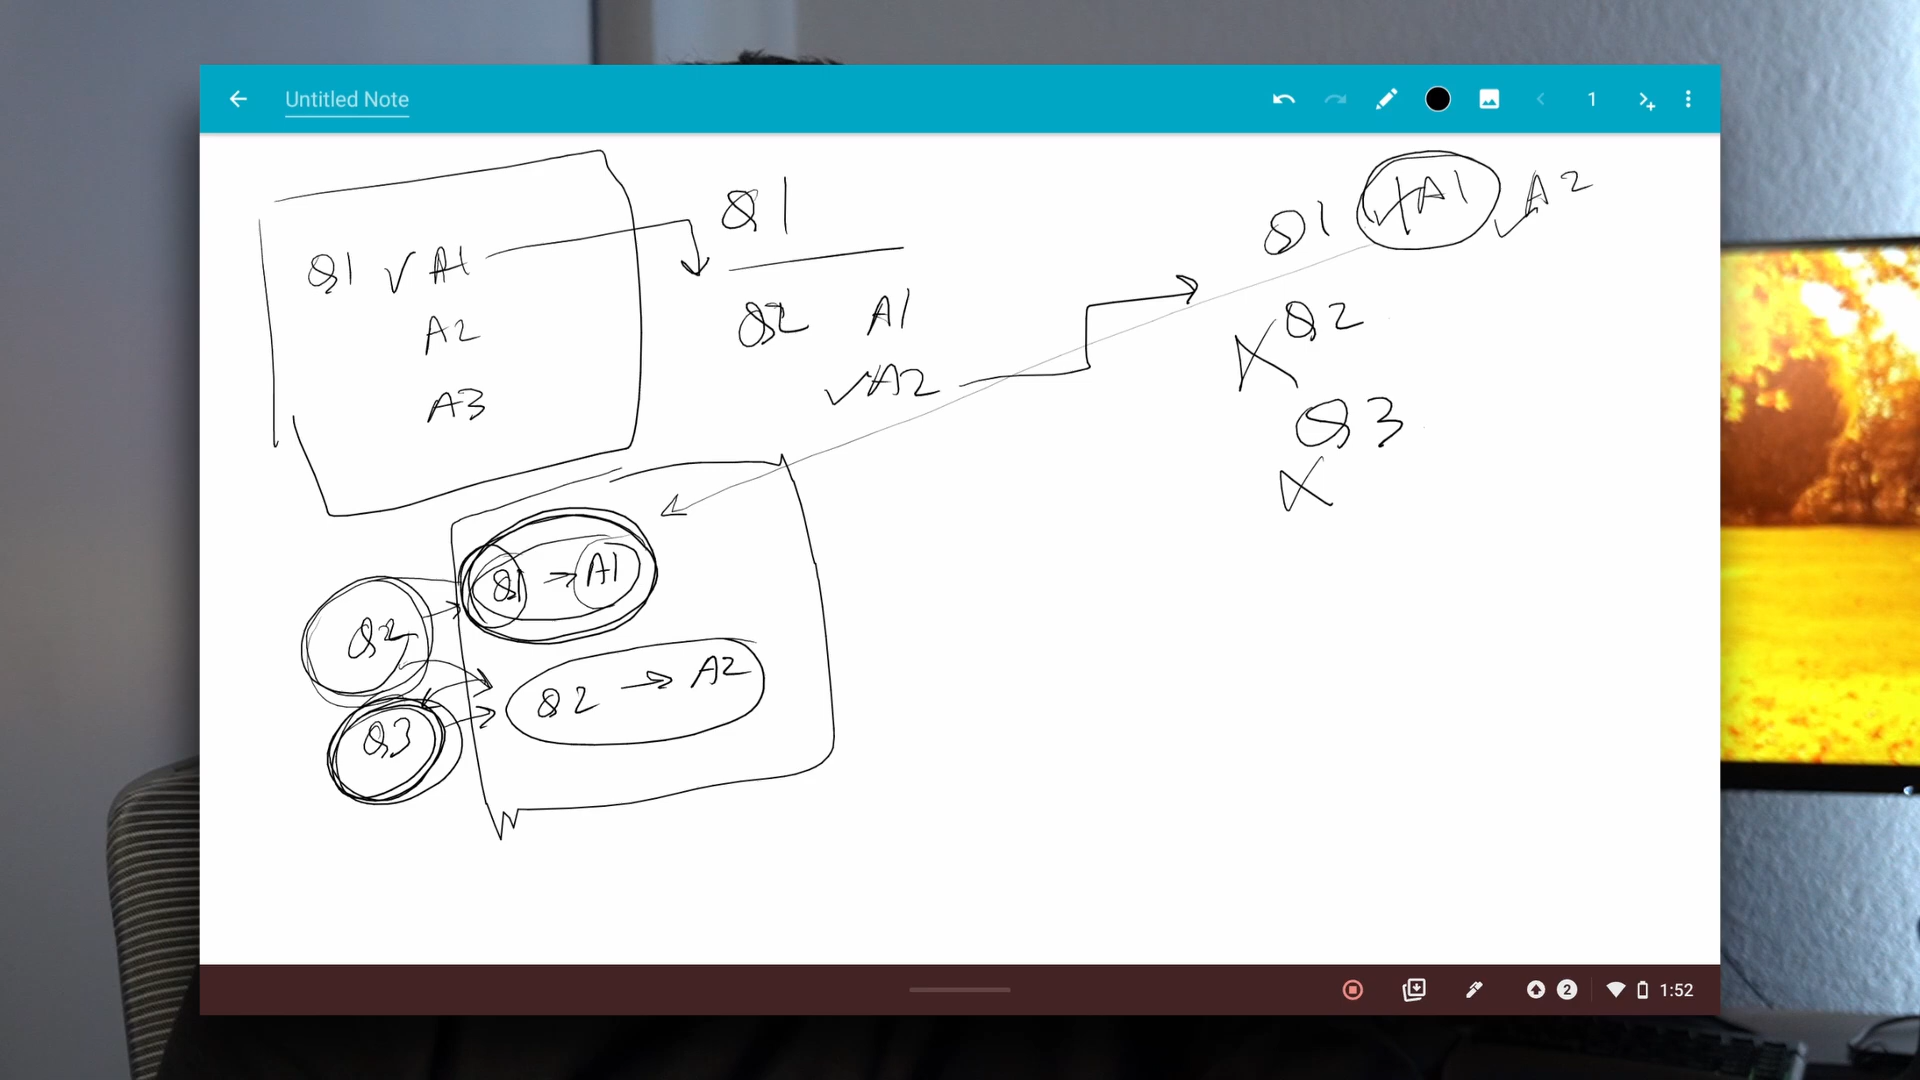 Untitled Note
1
Q1 ✓ A1
A2
A3
Q1
Q2 A1
✓A2
Q1 ✓A1 ✓A2
Q2
Q3
Q1 → A1
Q2 → A2
Q2
Q3
2
1:52